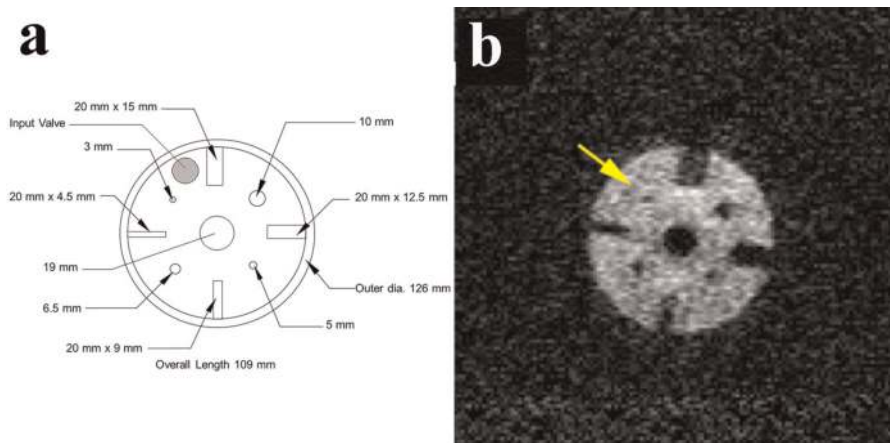 a
b
20 mm x 15 mm
Input Valve
10 mm
3 mm
20 mm x 4.5 mm
20 mm x 12.5 mm
19 mm
Outer dia. 126 mm
6.5 mm
5 mm
20 mm x 9 mm
Overall Length 109 mm